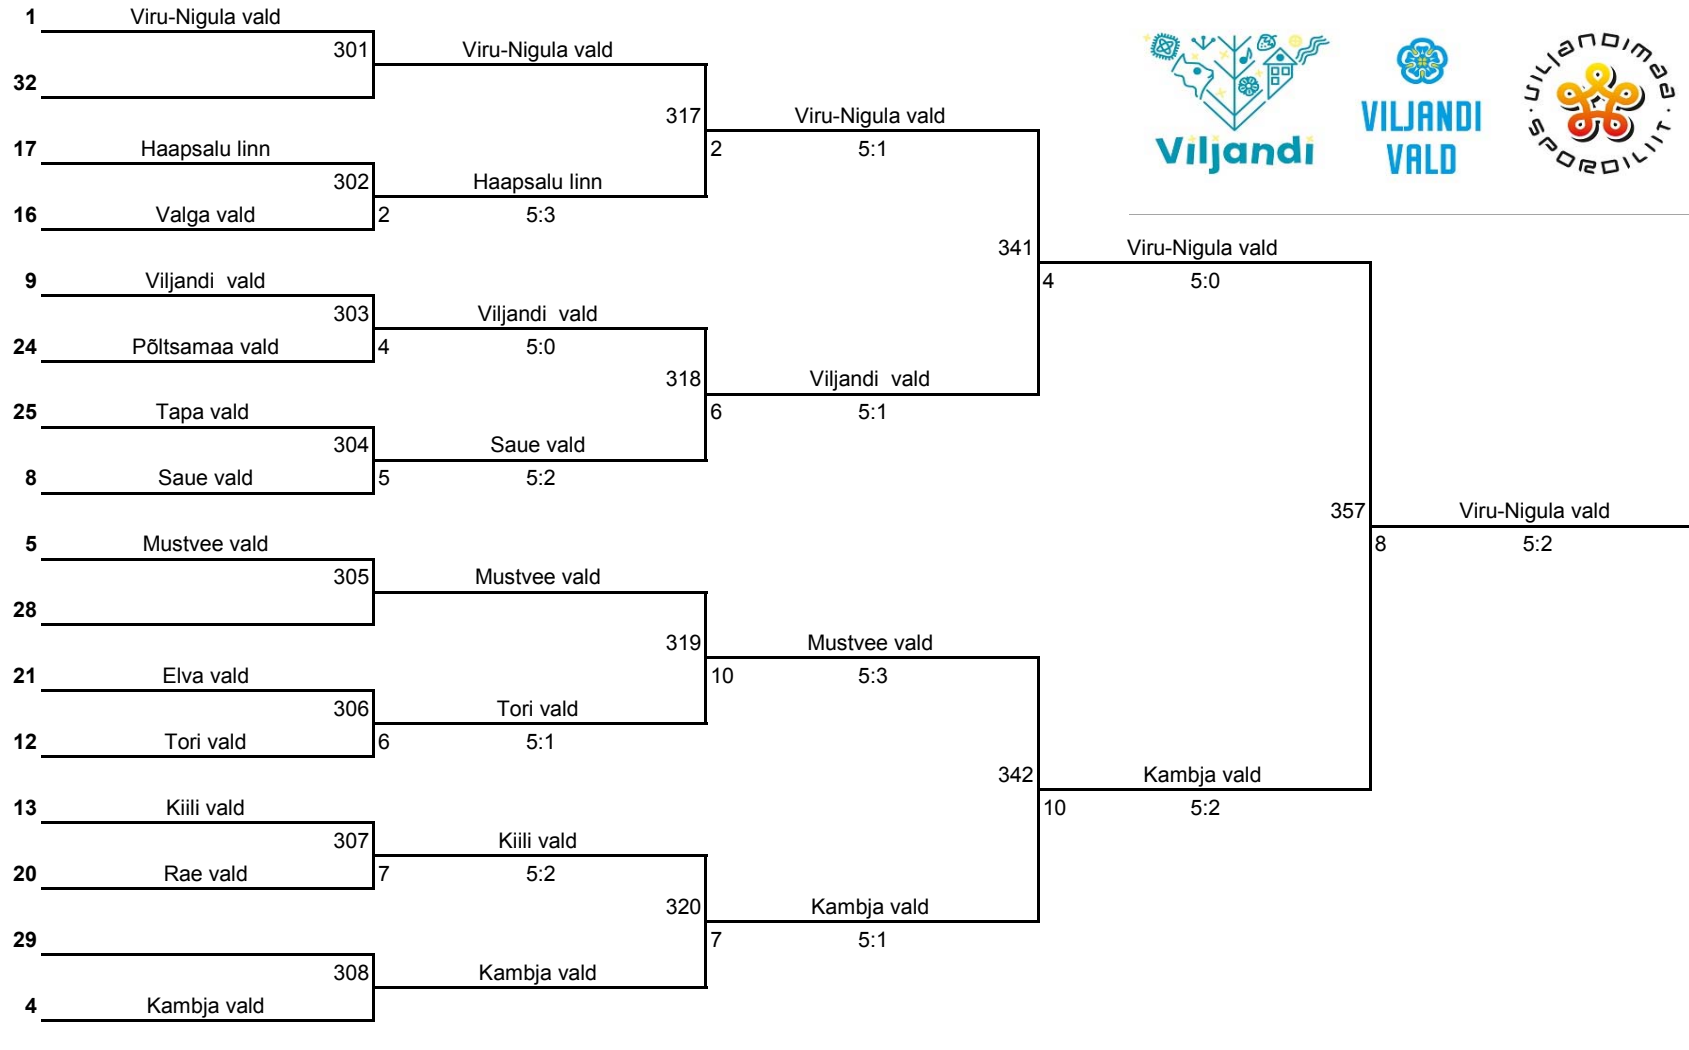 1 Viru-Nigula vald
301 Viru-Nigula vald
32
317 Viru-Nigula vald
17 Haapsalu linn
2 5:1
302 Haapsalu linn
16 Valga vald
2 5:3
341 Viru-Nigula vald
9 Viljandi vald
4 5:0
303 Viljandi vald
24 Põltsamaa vald
4 5:0
318 Viljandi vald
25 Tapa vald
6 5:1
304 Saue vald
8 Saue vald
5 5:2
357 Viru-Nigula vald
5 Mustvee vald
8 5:2
305 Mustvee vald
28
319 Mustvee vald
21 Elva vald
10 5:3
306 Tori vald
12 Tori vald
6 5:1
342 Kambja vald
13 Kiili vald
10 5:2
307 Kiili vald
20 Rae vald
7 5:2
320 Kambja vald
29
7 5:1
308 Kambja vald
4 Kambja vald
Viljandi
VILJANDI
VALD
VILJANDIMAA
SPORDILIIT